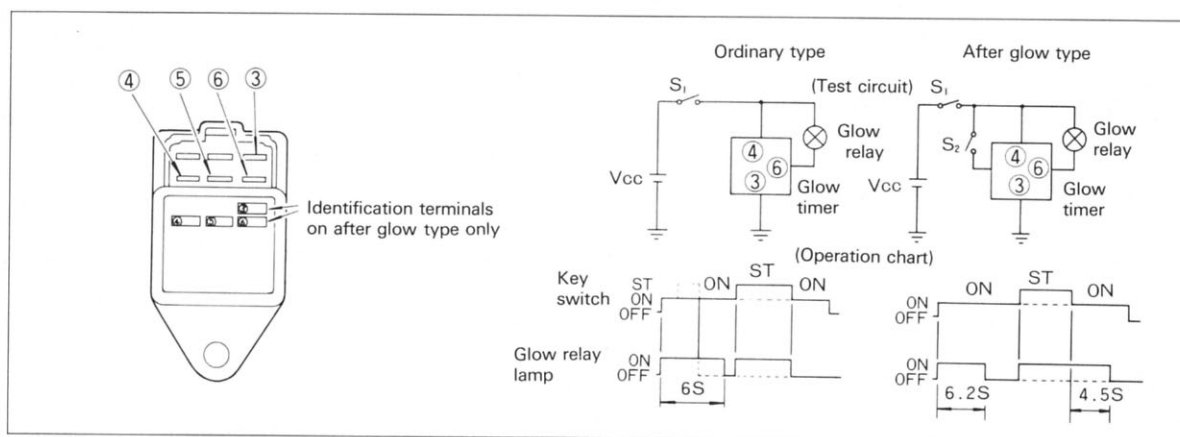 ④ ⑤ ⑥ ③
Identification terminals
on after glow type only
Ordinary type
After glow type
(Test circuit)
S₁
Vcc
④
⑥
③
Glow
relay
Glow
timer
S₁
S₂
Vcc
④
⑥
③
Glow
relay
Glow
timer
(Operation chart)
Key
switch
ST
ON
OFF
ON
ST
ON
Glow relay
lamp
ON
OFF
6S
ON
OFF
ON
ST
ON
ON
OFF
6.2S
4.5S